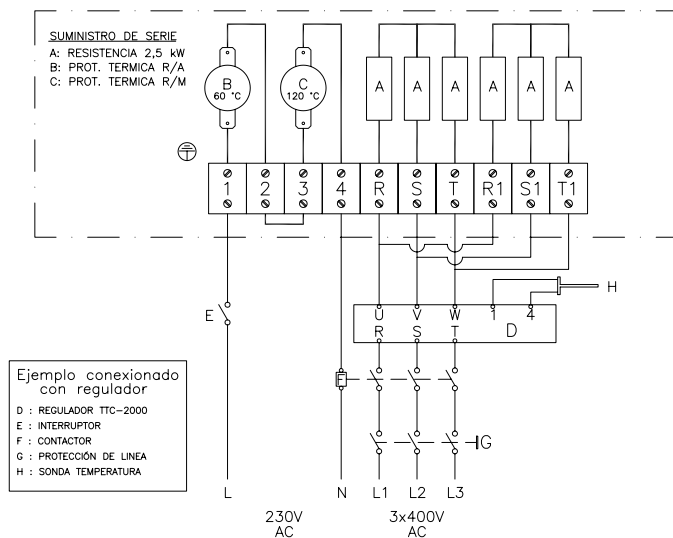 SUMINISTRO DE SERIE
A: RESISTENCIA 2,5 kW
B: PROT. TERMICA R/A
C: PROT. TERMICA R/M
B
60 °C
C
120 °C
A A A A A A
1 2 3 4 R S T R1 S1 T1
E
H
U V W 1 4
R S T D
Ejemplo conexionado
con regulador
D : REGULADOR TTC-2000
E : INTERRUPTOR
F : CONTACTOR
G : PROTECCIÓN DE LINEA
H : SONDA TEMPERATURA
F
G
L N L1 L2 L3
230V
AC
3x400V
AC